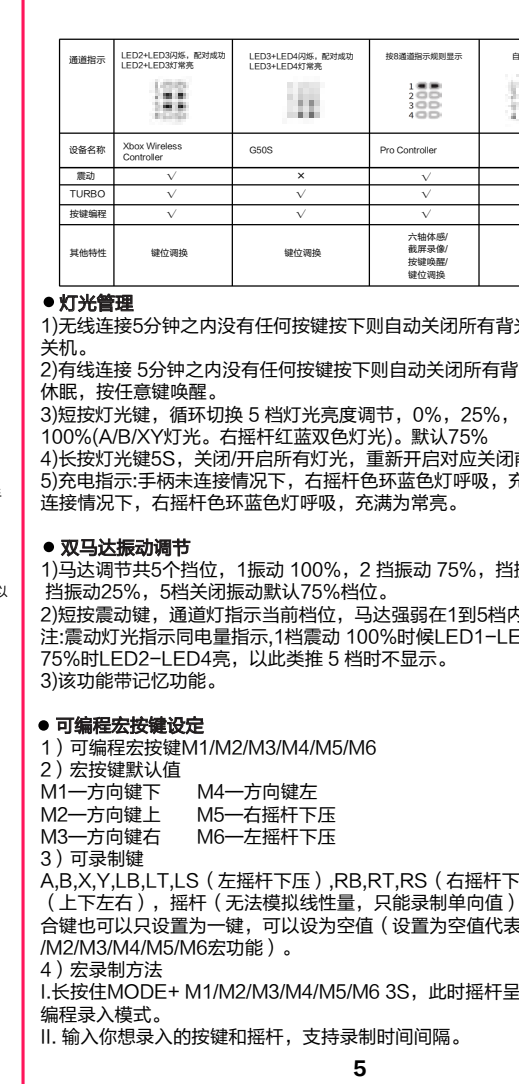 通道指示
LED2+LED3闪烁，配对成功
LED2+LED3灯常亮
LED3+LED4闪烁，配对成功
LED3+LED4灯常亮
按8通道指示规则显示
自
1
2
3
4
设备名称
Xbox Wireless
Controller
G50S
Pro Controller
震动 √ × √
TURBO √ √ √
按键编程 √ √ √
其他特性
键位调换
键位调换
六轴体感/
截屏录像/
按键唤醒/
键位调换
● 灯光管理
1)无线连接5分钟之内没有任何按键按下则自动关闭所有背光
关机。
2)有线连接 5分钟之内没有任何按键按下则自动关闭所有背
休眠，按任意键唤醒。
3)短按灯光键，循环切换 5 档灯光亮度调节，0%，25%，
100%(A/B/XY灯光。右摇杆红蓝双色灯光)。默认75%
4)长按灯光键5S，关闭/开启所有灯光，重新开启对应关闭前
5)充电指示:手柄未连接情况下，右摇杆色环蓝色灯呼吸，充
连接情况下，右摇杆色环蓝色灯呼吸，充满为常亮。
● 双马达振动调节
1)马达调节共5个挡位，1振动 100%，2 挡振动 75%，挡振
挡振动25%，5档关闭振动默认75%档位。
2)短按震动键，通道灯指示当前档位，马达强弱在1到5档内
注:震动灯光指示同电量指示,1档震动 100%时候LED1–LE
75%时LED2–LED4亮，以此类推 5 档时不显示。
3)该功能带记忆功能。
● 可编程宏按键设定
1）可编程宏按键M1/M2/M3/M4/M5/M6
2）宏按键默认值
M1—方向键下 M4—方向键左
M2—方向键上 M5—右摇杆下压
M3—方向键右 M6—左摇杆下压
3）可录制键
A,B,X,Y,LB,LT,LS（左摇杆下压）,RB,RT,RS（右摇杆下
（上下左右），摇杆（无法模拟线性量，只能录制单向值）
合键也可以只设置为一键，可以设为空值（设置为空值代表
/M2/M3/M4/M5/M6宏功能）。
4）宏录制方法
I.长按住MODE+ M1/M2/M3/M4/M5/M6 3S，此时摇杆呈
编程录入模式。
II. 输入你想录入的按键和摇杆，支持录制时间间隔。
以
5